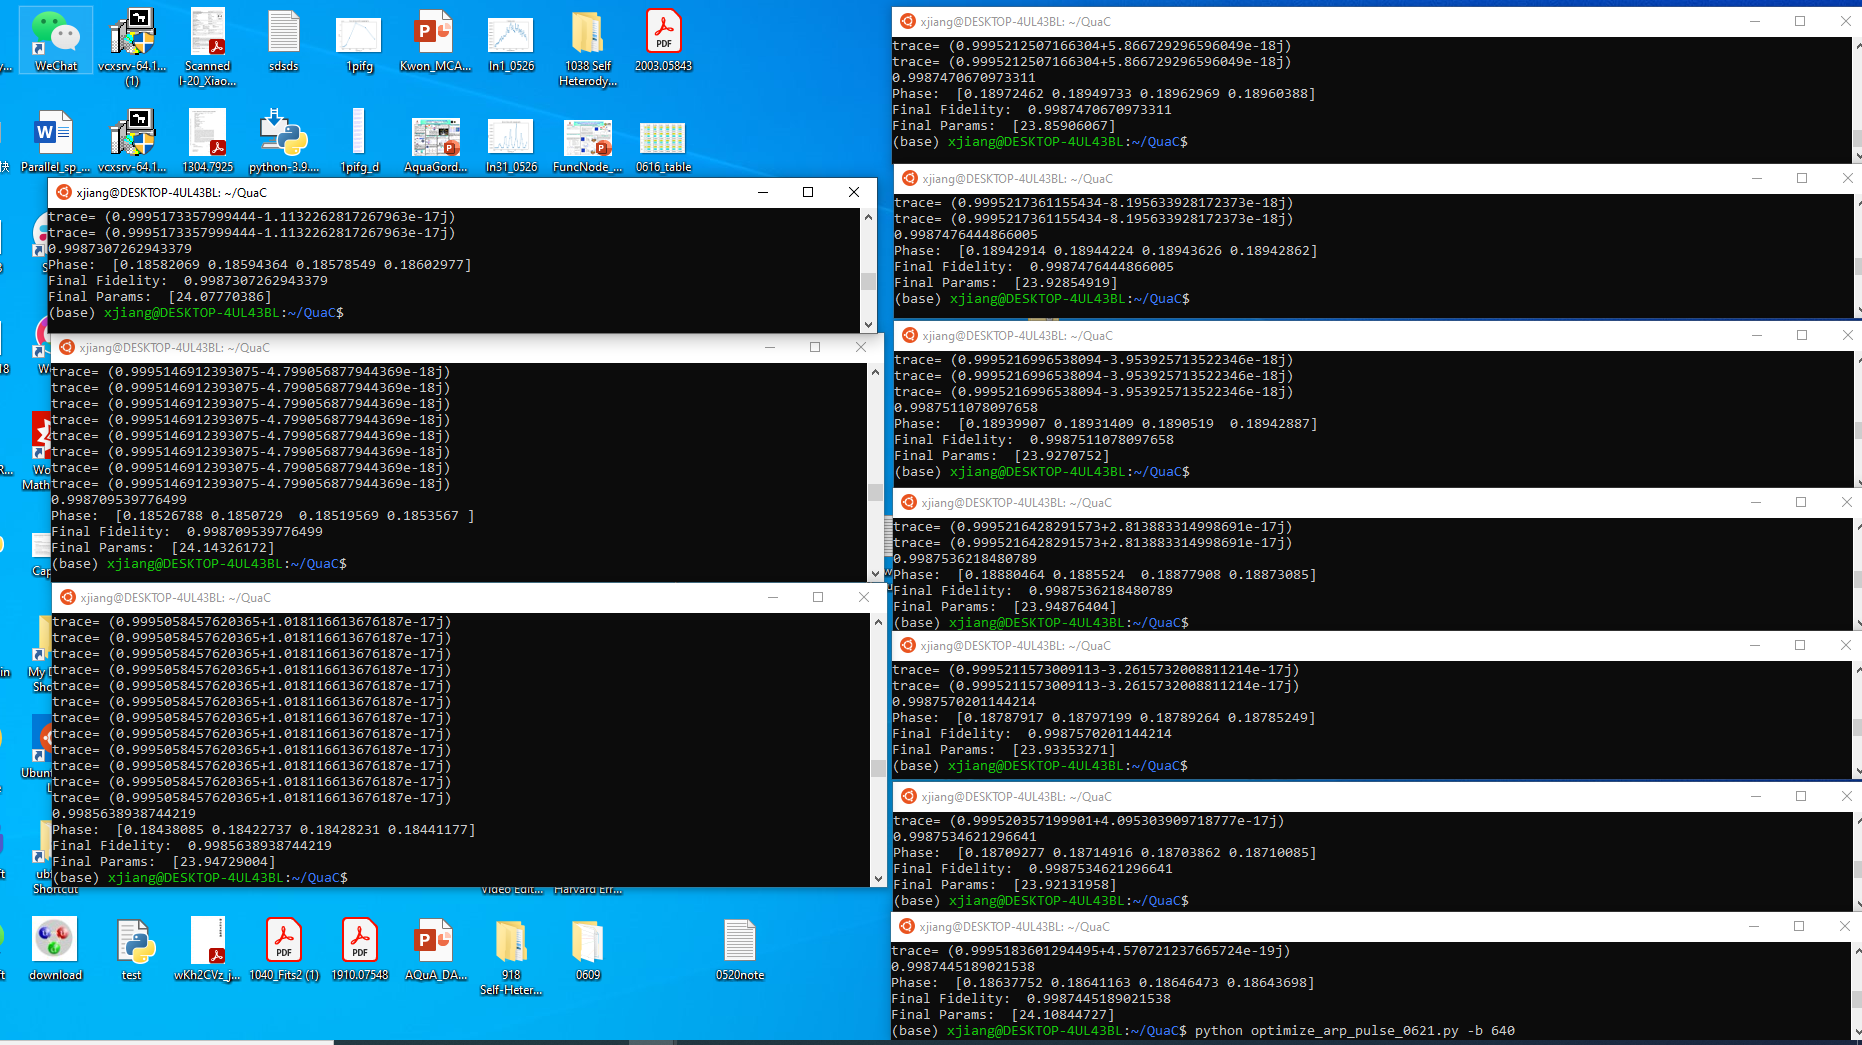 WeChat
vcxsrv-64.1...
(1)
Scanned
I-20_Xiao...
sdsds
1pifg
Kwon_MCA...
In1_0526
1038 Self
Heterody...
2003.05843
Parallel_sp_...
vcxsrv-64.1...
1304.7925
python-3.9....
1pifg_d
AquaGord...
In31_0526
FuncNode_...
0616_table
xjiang@DESKTOP-4UL43BL: ~/QuaC
trace= (0.9995173357999444-1.1132262817267963e-17j)
trace= (0.9995173357999444-1.1132262817267963e-17j)
0.9987307262943379
Phase:  [0.18582069 0.18594364 0.18578549 0.18602977]
Final Fidelity:  0.9987307262943379
Final Params:  [24.07770386]
(base) xjiang@DESKTOP-4UL43BL:~/QuaC$
xjiang@DESKTOP-4UL43BL: ~/QuaC
trace= (0.9995146912393075-4.799056877944369e-18j)
trace= (0.9995146912393075-4.799056877944369e-18j)
trace= (0.9995146912393075-4.799056877944369e-18j)
trace= (0.9995146912393075-4.799056877944369e-18j)
trace= (0.9995146912393075-4.799056877944369e-18j)
trace= (0.9995146912393075-4.799056877944369e-18j)
trace= (0.9995146912393075-4.799056877944369e-18j)
trace= (0.9995146912393075-4.799056877944369e-18j)
0.998709539776499
Phase:  [0.18526788 0.1850729  0.18519569 0.1853567 ]
Final Fidelity:  0.998709539776499
Final Params:  [24.14326172]
(base) xjiang@DESKTOP-4UL43BL:~/QuaC$
xjiang@DESKTOP-4UL43BL: ~/QuaC
trace= (0.9995058457620365+1.018116613676187e-17j)
trace= (0.9995058457620365+1.018116613676187e-17j)
trace= (0.9995058457620365+1.018116613676187e-17j)
trace= (0.9995058457620365+1.018116613676187e-17j)
trace= (0.9995058457620365+1.018116613676187e-17j)
trace= (0.9995058457620365+1.018116613676187e-17j)
trace= (0.9995058457620365+1.018116613676187e-17j)
trace= (0.9995058457620365+1.018116613676187e-17j)
trace= (0.9995058457620365+1.018116613676187e-17j)
trace= (0.9995058457620365+1.018116613676187e-17j)
trace= (0.9995058457620365+1.018116613676187e-17j)
trace= (0.9995058457620365+1.018116613676187e-17j)
0.9985638938744219
Phase:  [0.18438085 0.18422737 0.18428231 0.18441177]
Final Fidelity:  0.9985638938744219
Final Params:  [23.94729004]
(base) xjiang@DESKTOP-4UL43BL:~/QuaC$
Shortcut
Video Edit...
Harvard Err...
download
test
wKh2CVz_j...
1040_Fits2 (1)
1910.07548
AQuA_DA...
918
Self-Heter...
0609
0520note
xjiang@DESKTOP-4UL43BL: ~/QuaC
trace= (0.9995212507166304+5.866729296596049e-18j)
trace= (0.9995212507166304+5.866729296596049e-18j)
0.9987470670973311
Phase:  [0.18972462 0.18949733 0.18962969 0.18960388]
Final Fidelity:  0.9987470670973311
Final Params:  [23.85906067]
(base) xjiang@DESKTOP-4UL43BL:~/QuaC$
xjiang@DESKTOP-4UL43BL: ~/QuaC
trace= (0.9995217361155434-8.195633928172373e-18j)
trace= (0.9995217361155434-8.195633928172373e-18j)
0.9987476444866005
Phase:  [0.18942914 0.18944224 0.18943626 0.18942862]
Final Fidelity:  0.9987476444866005
Final Params:  [23.92854919]
(base) xjiang@DESKTOP-4UL43BL:~/QuaC$
xjiang@DESKTOP-4UL43BL: ~/QuaC
trace= (0.9995216996538094-3.953925713522346e-18j)
trace= (0.9995216996538094-3.953925713522346e-18j)
trace= (0.9995216996538094-3.953925713522346e-18j)
0.9987511078097658
Phase:  [0.18939907 0.18931409 0.1890519  0.18942887]
Final Fidelity:  0.9987511078097658
Final Params:  [23.9270752]
(base) xjiang@DESKTOP-4UL43BL:~/QuaC$
xjiang@DESKTOP-4UL43BL: ~/QuaC
trace= (0.9995216428291573+2.813883314998691e-17j)
trace= (0.9995216428291573+2.813883314998691e-17j)
0.9987536218480789
Phase:  [0.18880464 0.1885524  0.18877908 0.18873085]
Final Fidelity:  0.9987536218480789
Final Params:  [23.94876404]
(base) xjiang@DESKTOP-4UL43BL:~/QuaC$
xjiang@DESKTOP-4UL43BL: ~/QuaC
trace= (0.9995211573009113-3.2615732008811214e-17j)
trace= (0.9995211573009113-3.2615732008811214e-17j)
0.9987570201144214
Phase:  [0.18787917 0.18797199 0.18789264 0.18785249]
Final Fidelity:  0.9987570201144214
Final Params:  [23.93353271]
(base) xjiang@DESKTOP-4UL43BL:~/QuaC$
xjiang@DESKTOP-4UL43BL: ~/QuaC
trace= (0.999520357199901+4.095303909718777e-17j)
0.9987534621296641
Phase:  [0.18709277 0.18714916 0.18703862 0.18710085]
Final Fidelity:  0.9987534621296641
Final Params:  [23.92131958]
(base) xjiang@DESKTOP-4UL43BL:~/QuaC$
xjiang@DESKTOP-4UL43BL: ~/QuaC
trace= (0.9995183601294495+4.570721237665724e-19j)
0.9987445189021538
Phase:  [0.18637752 0.18641163 0.18646473 0.18643698]
Final Fidelity:  0.9987445189021538
Final Params:  [24.10844727]
(base) xjiang@DESKTOP-4UL43BL:~/QuaC$ python optimize_arp_pulse_0621.py -b 640